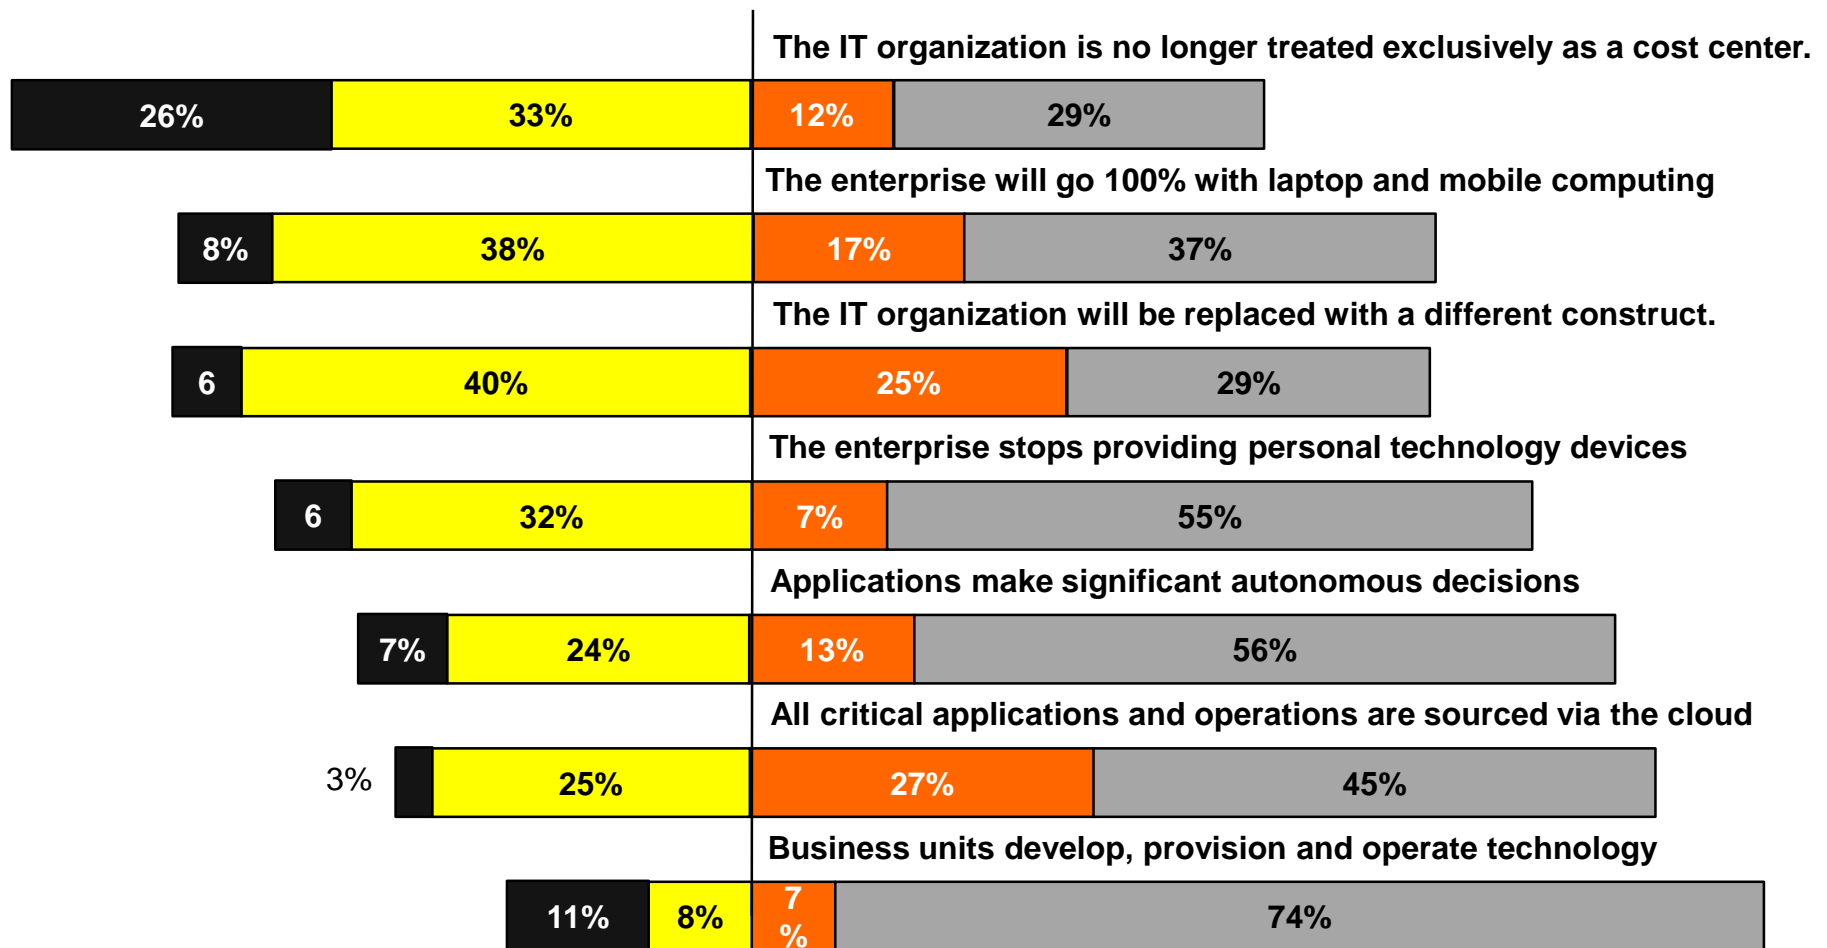 The IT organization is no longer treated exclusively as a cost center.
26% 33% 12% 29%
The enterprise will go 100% with laptop and mobile computing
8% 38% 17% 37%
The IT organization will be replaced with a different construct.
6 40% 25% 29%
The enterprise stops providing personal technology devices
6 32% 7% 55%
Applications make significant autonomous decisions
7% 24% 13% 56%
All critical applications and operations are sourced via the cloud
3% 25% 27% 45%
Business units develop, provision and operate technology
11% 8% 7% 74%